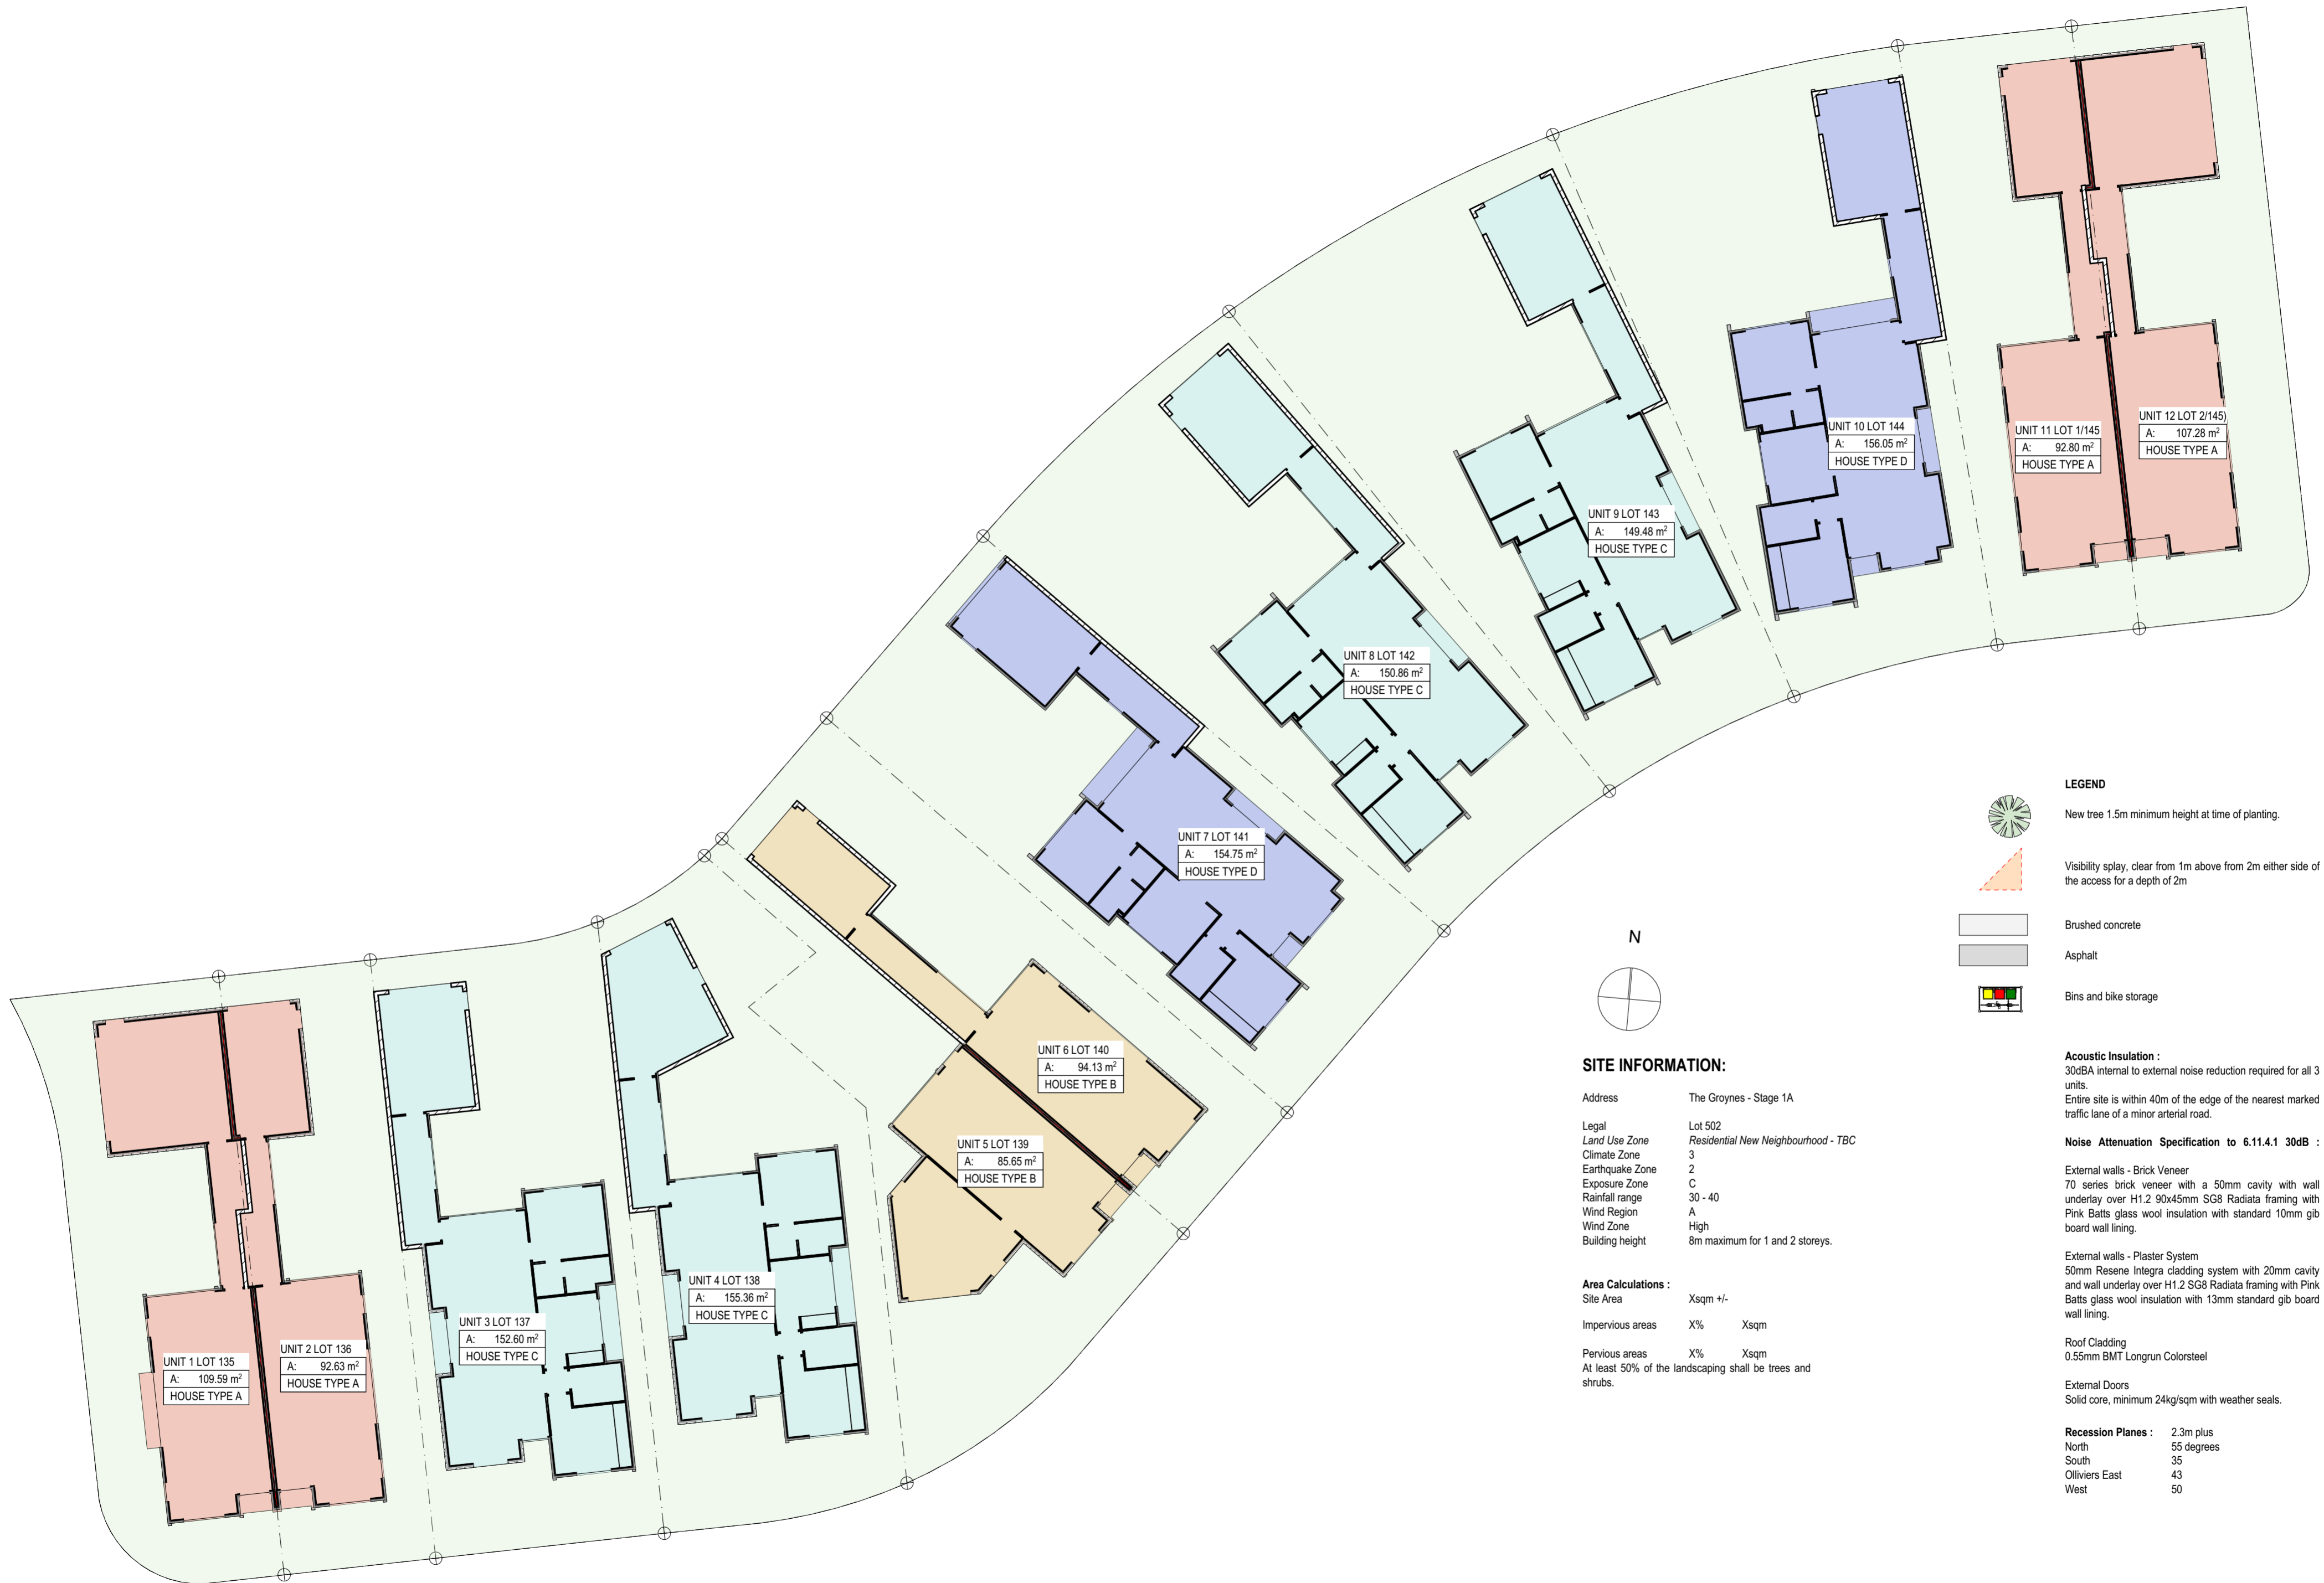 UNIT 12 LOT 2/145)
A: 107.28 m²
HOUSE TYPE A
UNIT 11 LOT 1/145
A: 92.80 m²
HOUSE TYPE A
UNIT 10 LOT 144
A: 156.05 m²
HOUSE TYPE D
UNIT 9 LOT 143
A: 149.48 m²
HOUSE TYPE C
UNIT 8 LOT 142
A: 150.86 m²
HOUSE TYPE C
UNIT 7 LOT 141
A: 154.75 m²
HOUSE TYPE D
UNIT 6 LOT 140
A: 94.13 m²
HOUSE TYPE B
UNIT 5 LOT 139
A: 85.65 m²
HOUSE TYPE B
UNIT 4 LOT 138
A: 155.36 m²
HOUSE TYPE C
UNIT 3 LOT 137
A: 152.60 m²
HOUSE TYPE C
UNIT 2 LOT 136
A: 92.63 m²
HOUSE TYPE A
UNIT 1 LOT 135
A: 109.59 m²
HOUSE TYPE A
N
SITE INFORMATION:
Address The Groynes - Stage 1A
Legal Lot 502
Land Use Zone Residential New Neighbourhood - TBC
Climate Zone 3
Earthquake Zone 2
Exposure Zone C
Rainfall range 30 - 40
Wind Region A
Wind Zone High
Building height 8m maximum for 1 and 2 storeys.
Area Calculations :
Site Area Xsqm +/-
Impervious areas X% Xsqm
Pervious areas X% Xsqm
At least 50% of the landscaping shall be trees and
shrubs.
LEGEND
New tree 1.5m minimum height at time of planting.
Visibility splay, clear from 1m above from 2m either side of
the access for a depth of 2m
Brushed concrete
Asphalt
Bins and bike storage
Acoustic Insulation :
30dBA internal to external noise reduction required for all 3
units.
Entire site is within 40m of the edge of the nearest marked
traffic lane of a minor arterial road.
Noise Attenuation Specification to 6.11.4.1 30dB :
External walls - Brick Veneer
70 series brick veneer with a 50mm cavity with wall
underlay over H1.2 90x45mm SG8 Radiata framing with
Pink Batts glass wool insulation with standard 10mm gib
board wall lining.
External walls - Plaster System
50mm Resene Integra cladding system with 20mm cavity
and wall underlay over H1.2 SG8 Radiata framing with Pink
Batts glass wool insulation with 13mm standard gib board
wall lining.
Roof Cladding
0.55mm BMT Longrun Colorsteel
External Doors
Solid core, minimum 24kg/sqm with weather seals.
Recession Planes : 2.3m plus
North 55 degrees
South 35
Olliviers East 43
West 50